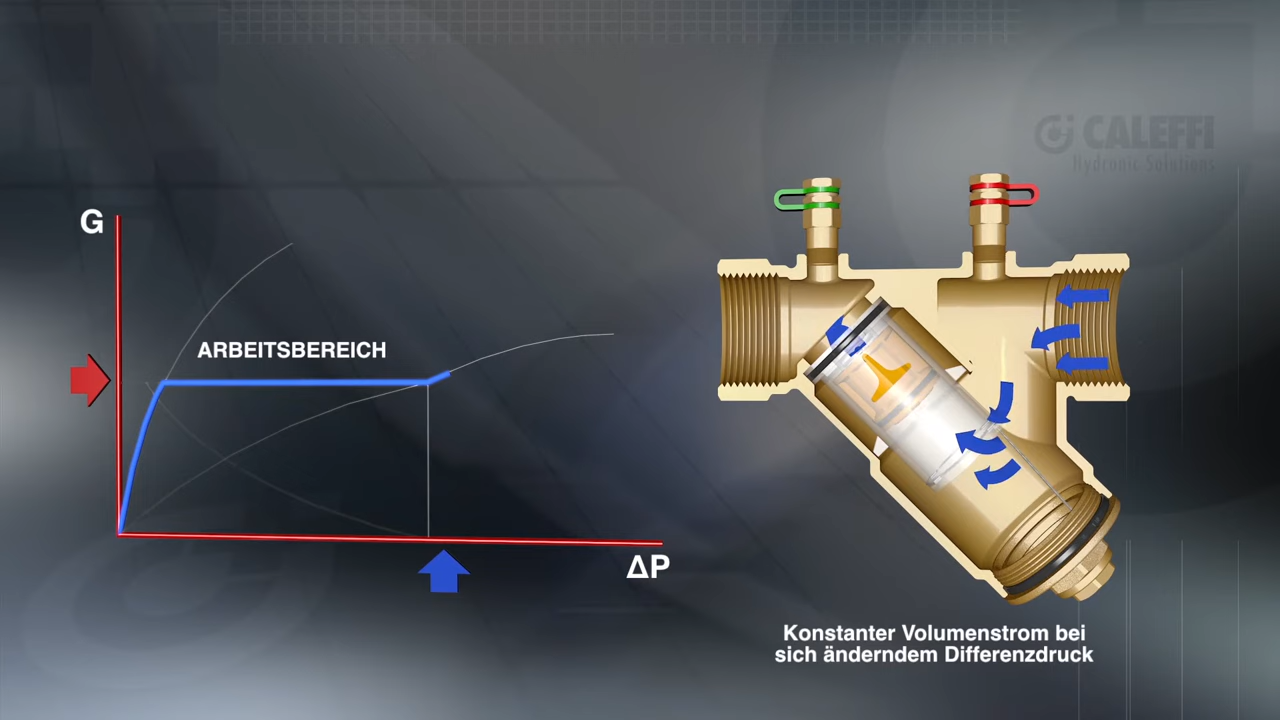 CALEFFI
Hydronic Solutions
G
ARBEITSBEREICH
ΔP
Konstanter Volumenstrom bei
sich änderndem Differenzdruck